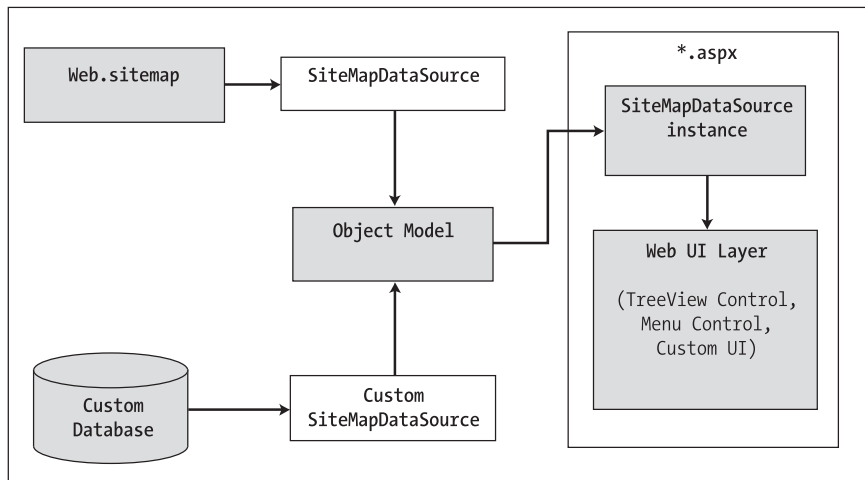 Web.sitemap
SiteMapDataSource
*.aspx
SiteMapDataSource
instance
Object Model
Web UI Layer
(TreeView Control,
Menu Control,
Custom UI)
Custom
Database
Custom
SiteMapDataSource